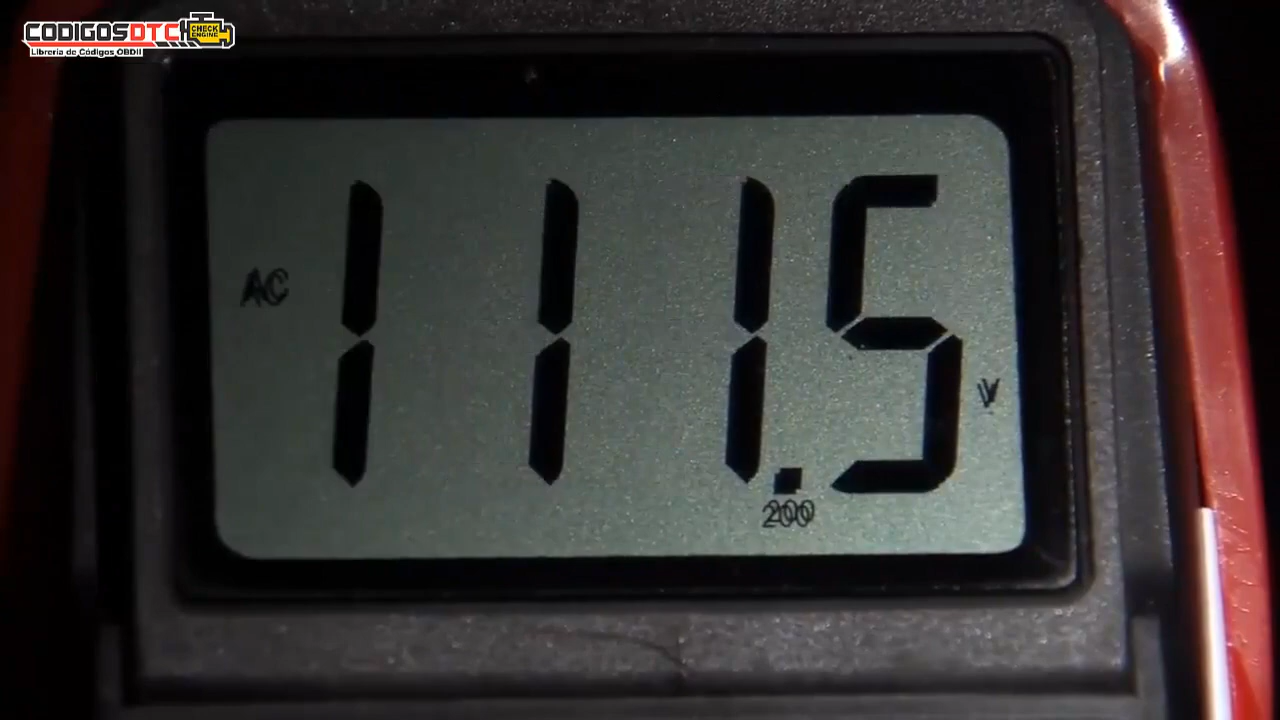 CODIGOSDTC
CHECK
ENGINE
Librería de Códigos OBDII
AC
111.5
V
200